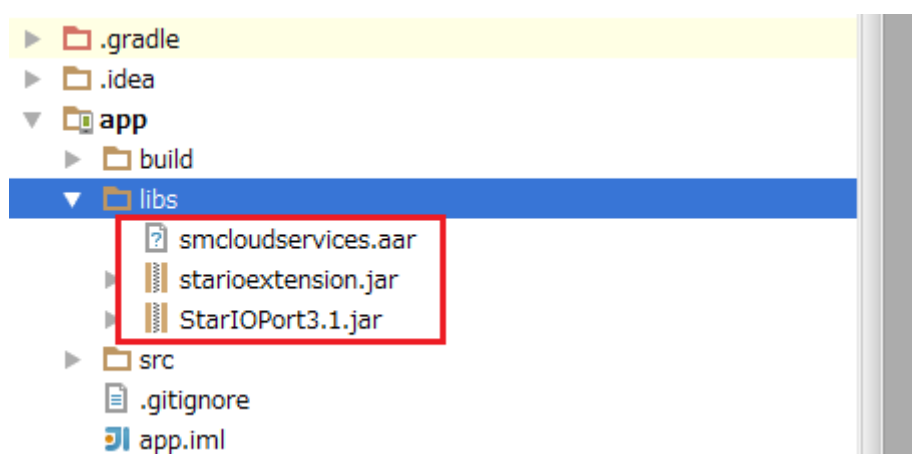 .gradle
.idea
app
build
libs
smcloudservices.aar
starioextension.jar
StarIOPort3.1.jar
src
.gitignore
app.iml